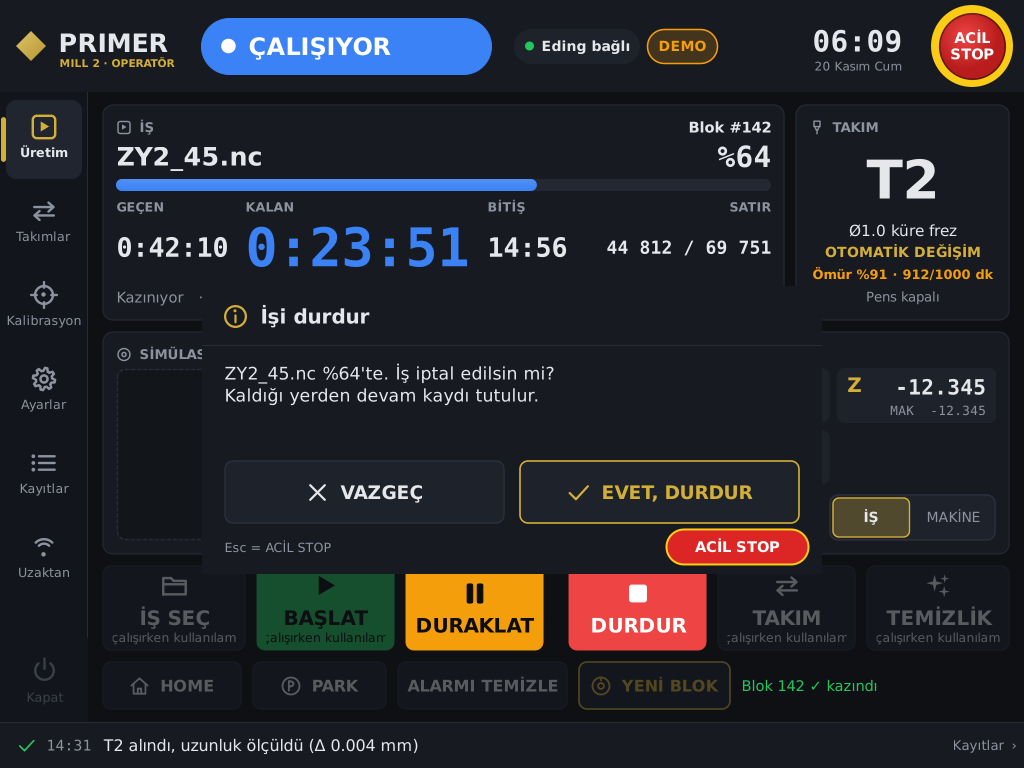 PRIMER
MILL 2 · OPERATÖR
ÇALIŞIYOR
Eding bağlı
DEMO
06:09
20 Kasım Cum
ACİL
STOP
Üretim
Takımlar
Kalibrasyon
Ayarlar
Kayıtlar
Uzaktan
Kapat
İŞ
Blok #142
ZY2_45.nc
%64
GEÇEN
KALAN
BİTİŞ
SATIR
0:42:10
0:23:51
14:56
44 812 / 69 751
Kazınıyor ·
TAKIM
T2
Ø1.0 küre frez
OTOMATİK DEĞİŞİM
Ömür %91 · 912/1000 dk
Pens kapalı
SİMÜLAS
Z
-12.345
MAK -12.345
İŞ
MAKİNE
İşi durdur
ZY2_45.nc %64'te. İş iptal edilsin mi?
Kaldığı yerden devam kaydı tutulur.
VAZGEÇ
EVET, DURDUR
Esc = ACİL STOP
ACİL STOP
İŞ SEÇ
çalışırken kullanılam
BAŞLAT
çalışırken kullanılam
DURAKLAT
DURDUR
TAKIM
çalışırken kullanılam
TEMİZLİK
çalışırken kullanılam
HOME
PARK
ALARMI TEMİZLE
YENİ BLOK
Blok 142 ✓ kazındı
14:31 T2 alındı, uzunluk ölçüldü (Δ 0.004 mm)
Kayıtlar ›